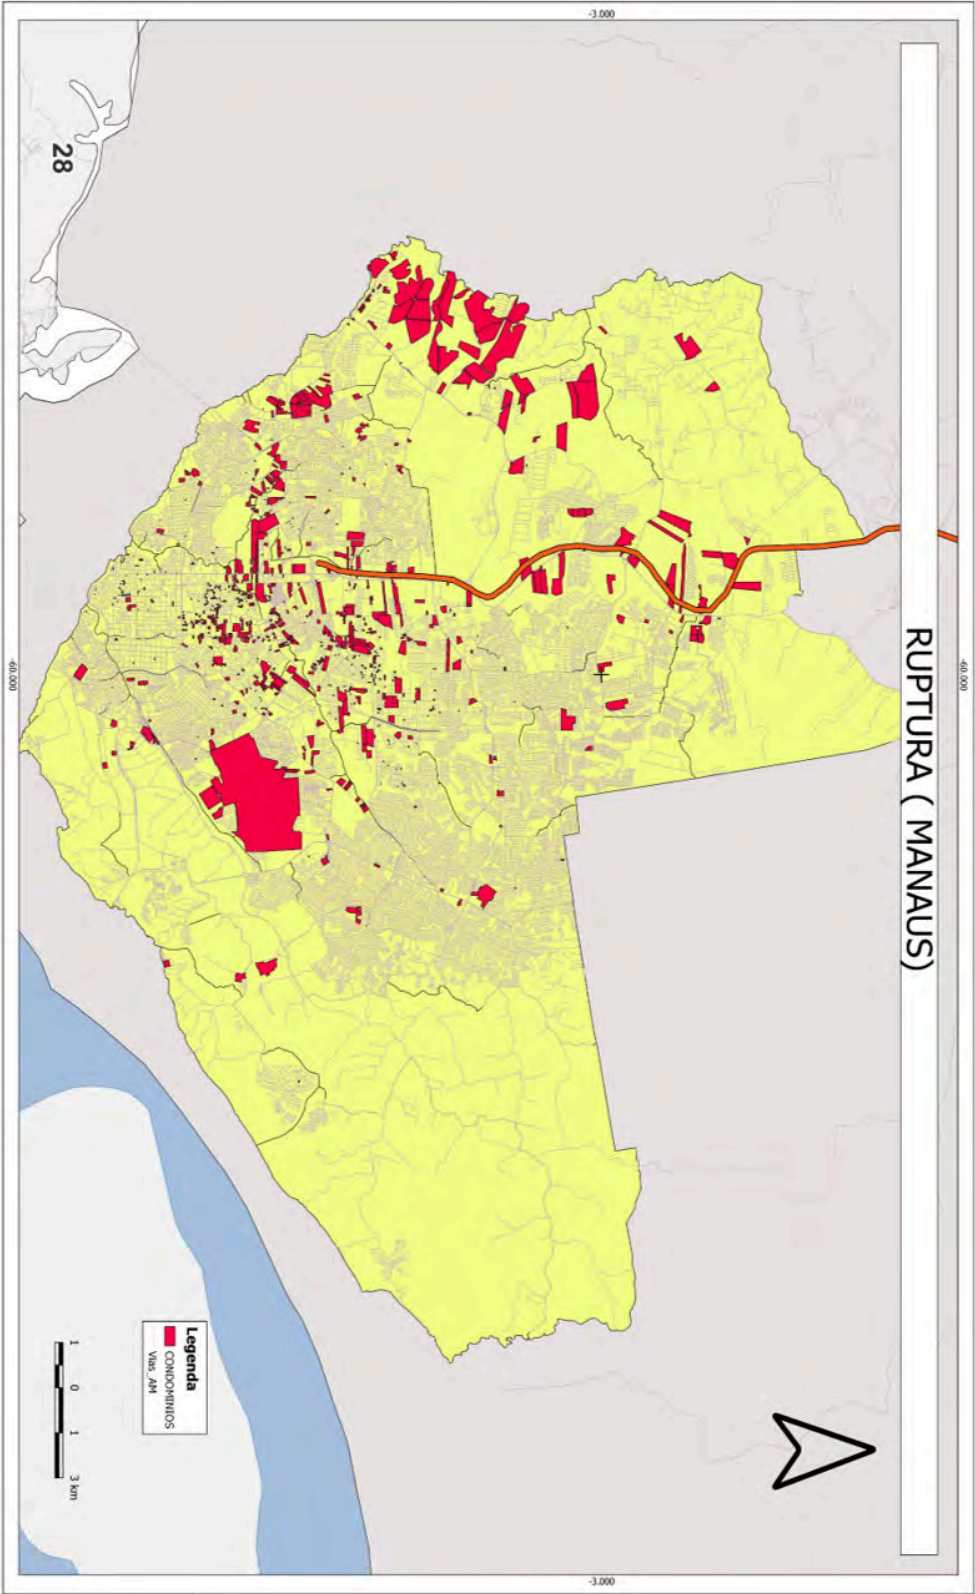 RUPTURA ( MANAUS)
-60.000
-3.000
-3.000
-60.000
28
Legenda
CONDOMINIOS
Vias_AM
1 0 1 3 km